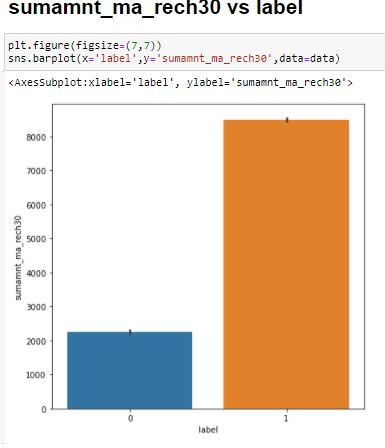 sumamnt_ma_rech30 vs label
plt.figure(figsize=(7,7))
sns.barplot(x='label',y='sumamnt_ma_rech30',data=data)
<AxesSubplot:xlabel='label', ylabel='sumamnt_ma_rech30'>
8000
7000
6000
5000
4000
3000
2000
1000
0
sumamnt_ma_rech30
0 1
label